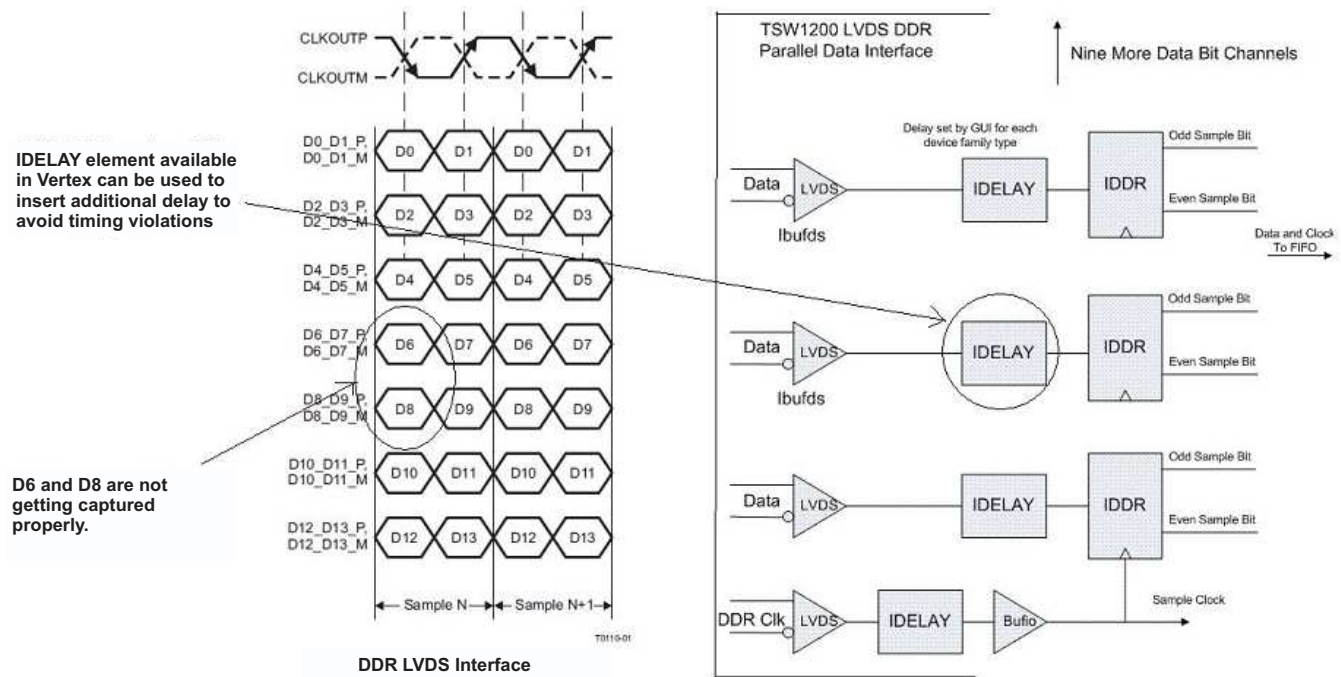 CLKOUTP
CLKOUTM
IDELAY element available
in Vertex can be used to
insert additional delay to
avoid timing violations
D6 and D8 are not
getting captured
properly.
D0_D1_P,
D0_D1_M
D0 D1 D0 D1
D2_D3_P,
D2_D3_M
D2 D3 D2 D3
D4_D5_P,
D4_D5_M
D4 D5 D4 D5
D6_D7_P,
D6_D7_M
D6 D7 D6 D7
D8_D9_P,
D8_D9_M
D8 D9 D8 D9
D10_D11_P,
D10_D11_M
D10 D11 D10 D11
D12_D13_P,
D12_D13_M
D12 D13 D12 D13
Sample N Sample N+1
T0110-01
DDR LVDS Interface
TSW1200 LVDS DDR
Parallel Data Interface
Nine More Data Bit Channels
Delay set by GUI for each
device family type
Data
LVDS
Ibufds
IDELAY
IDDR
Odd Sample Bit
Even Sample Bit
Data and Clock
To FIFO
Data
LVDS
Ibufds
IDELAY
IDDR
Odd Sample Bit
Even Sample Bit
Data
LVDS
IDELAY
IDDR
Odd Sample Bit
Even Sample Bit
DDR Clk
LVDS
IDELAY
Bufio
Sample Clock